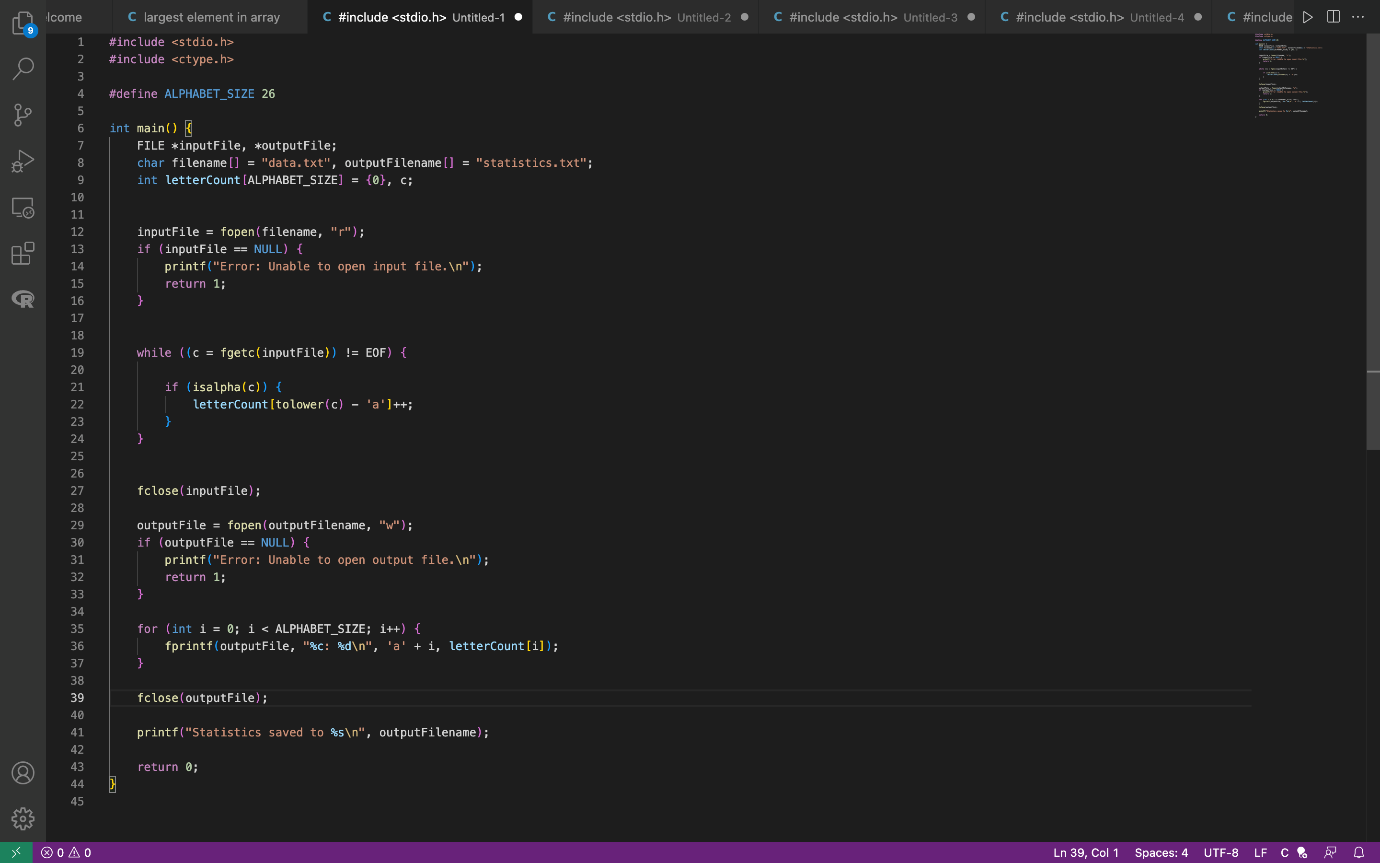 elcome
C largest element in array
C #include <stdio.h> Untitled-1
C #include <stdio.h> Untitled-2
C #include <stdio.h> Untitled-3
C #include <stdio.h> Untitled-4
C #include
9
1 #include <stdio.h>
2 #include <ctype.h>
3
4 #define ALPHABET_SIZE 26
5
6 int main() {
7 FILE *inputFile, *outputFile;
8 char filename[] = "data.txt", outputFilename[] = "statistics.txt";
9 int letterCount[ALPHABET_SIZE] = {0}, c;
10
11
12 inputFile = fopen(filename, "r");
13 if (inputFile == NULL) {
14 printf("Error: Unable to open input file.\n");
15 return 1;
16 }
17
18
19 while ((c = fgetc(inputFile)) != EOF) {
20
21 if (isalpha(c)) {
22 letterCount[tolower(c) - 'a']++;
23 }
24 }
25
26
27 fclose(inputFile);
28
29 outputFile = fopen(outputFilename, "w");
30 if (outputFile == NULL) {
31 printf("Error: Unable to open output file.\n");
32 return 1;
33 }
34
35 for (int i = 0; i < ALPHABET_SIZE; i++) {
36 fprintf(outputFile, "%c: %d\n", 'a' + i, letterCount[i]);
37 }
38
39 fclose(outputFile);
40
41 printf("Statistics saved to %s\n", outputFilename);
42
43 return 0;
44 }
45
0 0
Ln 39, Col 1 Spaces: 4 UTF-8 LF C